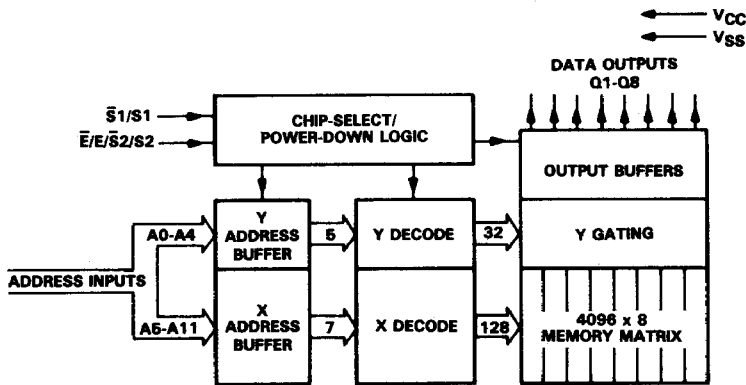 VCC
VSS
DATA OUTPUTS
Q1-Q8
S̅1/S1
E̅/E/S̅2/S2
CHIP-SELECT/
POWER-DOWN LOGIC
OUTPUT BUFFERS
A0-A4
Y
ADDRESS
BUFFER
5
Y DECODE
32
Y GATING
ADDRESS INPUTS
A5-A11
X
ADDRESS
BUFFER
7
X DECODE
128
4096 x 8
MEMORY MATRIX